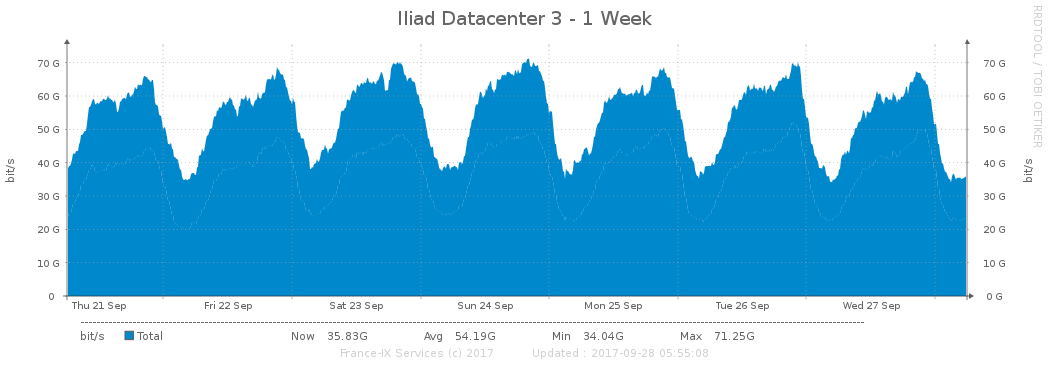 Iliad Datacenter 3 - 1 Week
RRDTOOL / TOBI OETIKER
bit/s
70 G 70 G
60 G 60 G
50 G 50 G
40 G 40 G
30 G 30 G
20 G 20 G
10 G 10 G
0 0 G
bit/s
Thu 21 Sep Fri 22 Sep Sat 23 Sep Sun 24 Sep Mon 25 Sep Tue 26 Sep Wed 27 Sep
bit/s Total Now 35.83G Avg 54.19G Min 34.04G Max 71.25G
France-IX Services (c) 2017 Updated : 2017-09-28 05:55:08